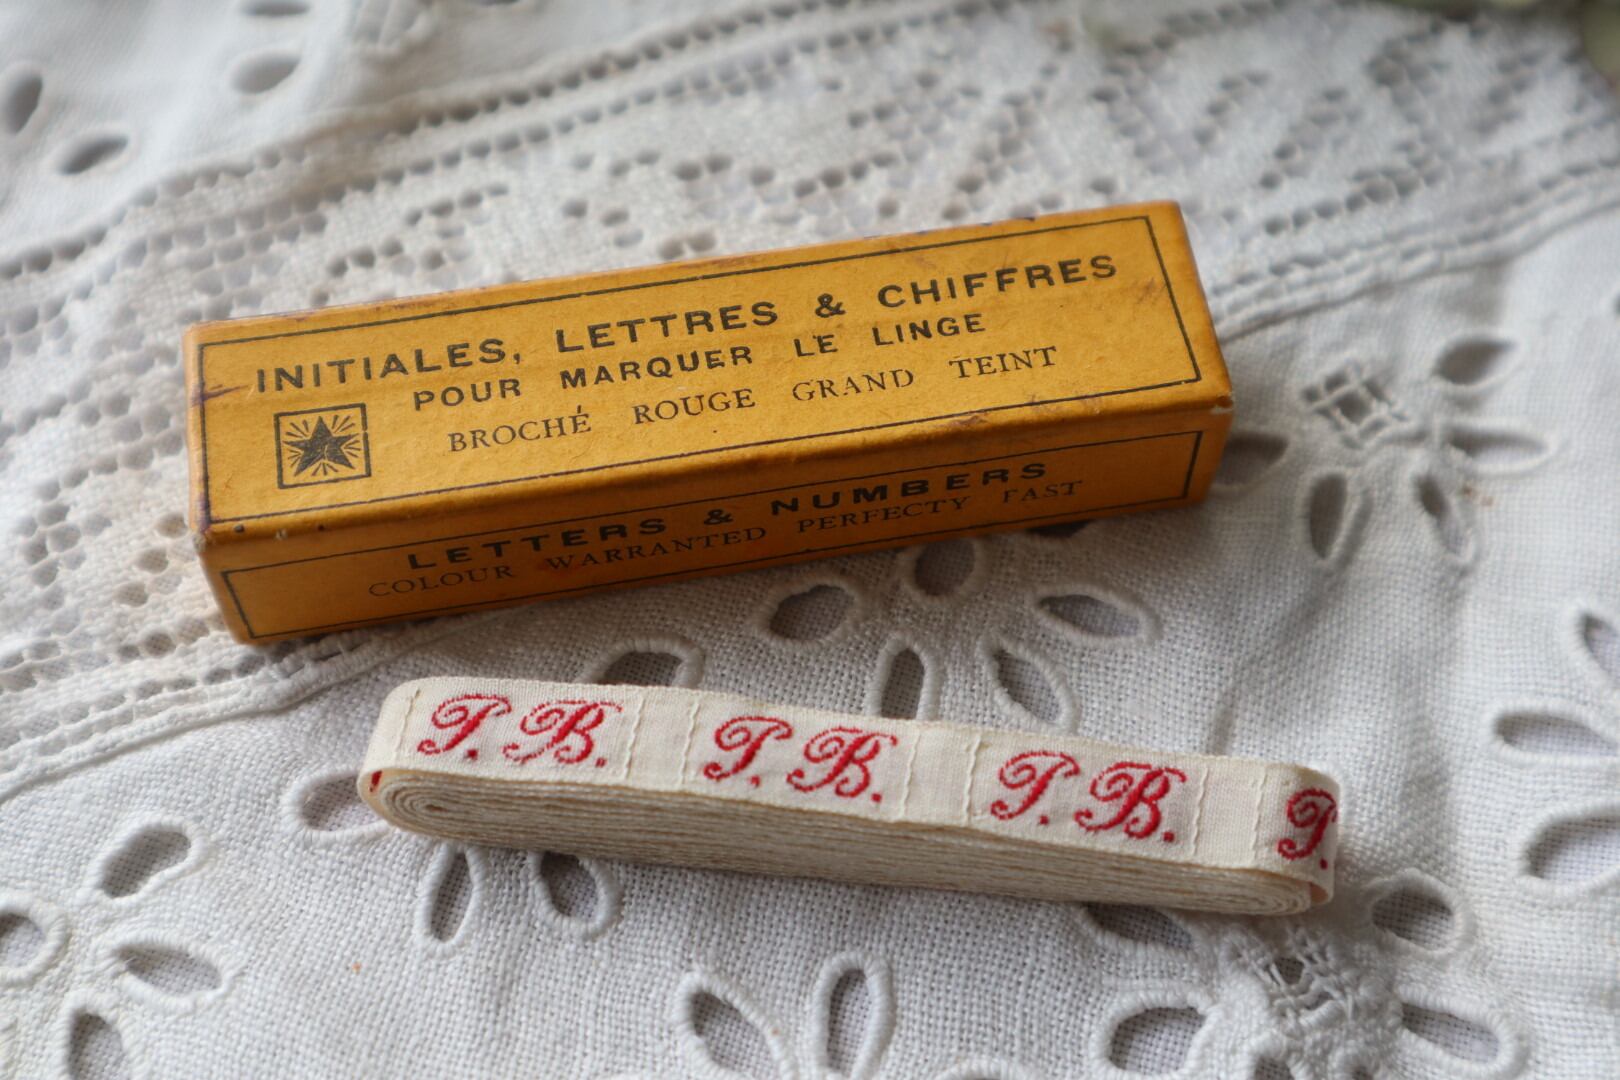 INITIALES, LETTRES & CHIFFRES
POUR MARQUER LE LINGE
BROCHÉ ROUGE GRAND TEINT
LETTERS & NUMBERS
COLOUR WARRANTED PERFECTY FAST
P. B. P. B. P. B. P.